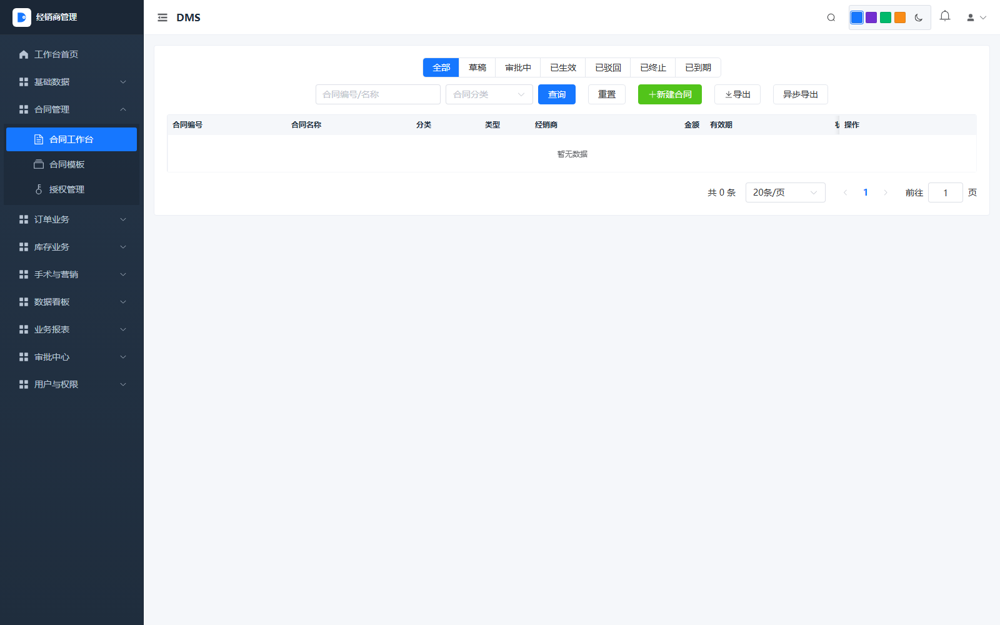 经销商管理
DMS
工作台首页
基础数据
合同管理
合同工作台
合同模板
授权管理
订单业务
库存业务
手术与营销
数据看板
业务报表
审批中心
用户与权限
全部 草稿 审批中 已生效 已驳回 已终止 已到期
合同编号/名称 合同分类 查询 重置 新建合同 导出 异步导出
合同编号 合同名称 分类 类型 经销商 金额 有效期 操作
暂无数据
共 0 条 20条/页 1 前往 1 页